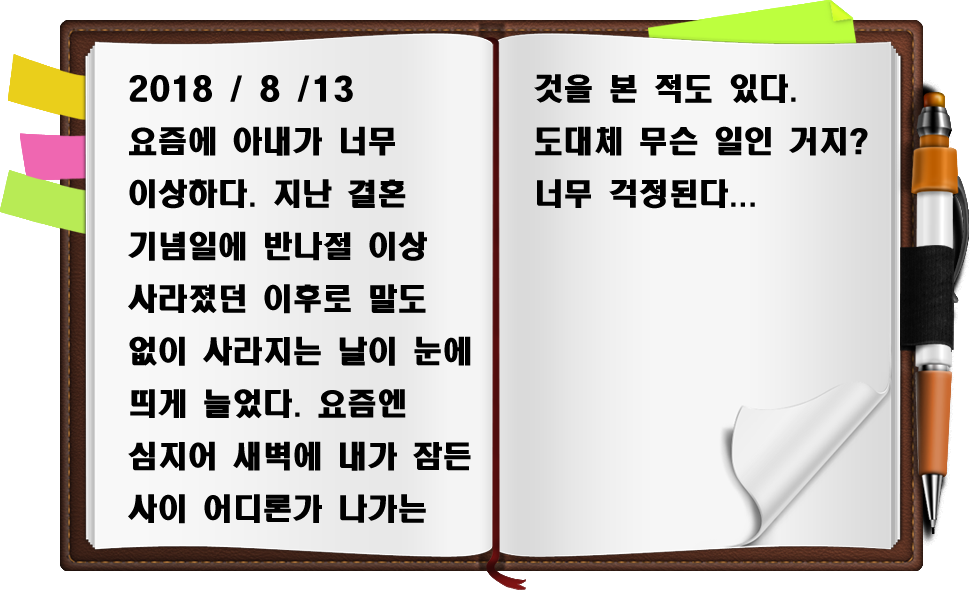 2018 / 8 /13
요즘에 아내가 너무
이상하다. 지난 결혼
기념일에 반나절 이상
사라졌던 이후로 말도
없이 사라지는 날이 눈에
띄게 늘었다. 요즘엔
심지어 새벽에 내가 잠든
사이 어디론가 나가는
것을 본 적도 있다.
도대체 무슨 일인 거지?
너무 걱정된다...